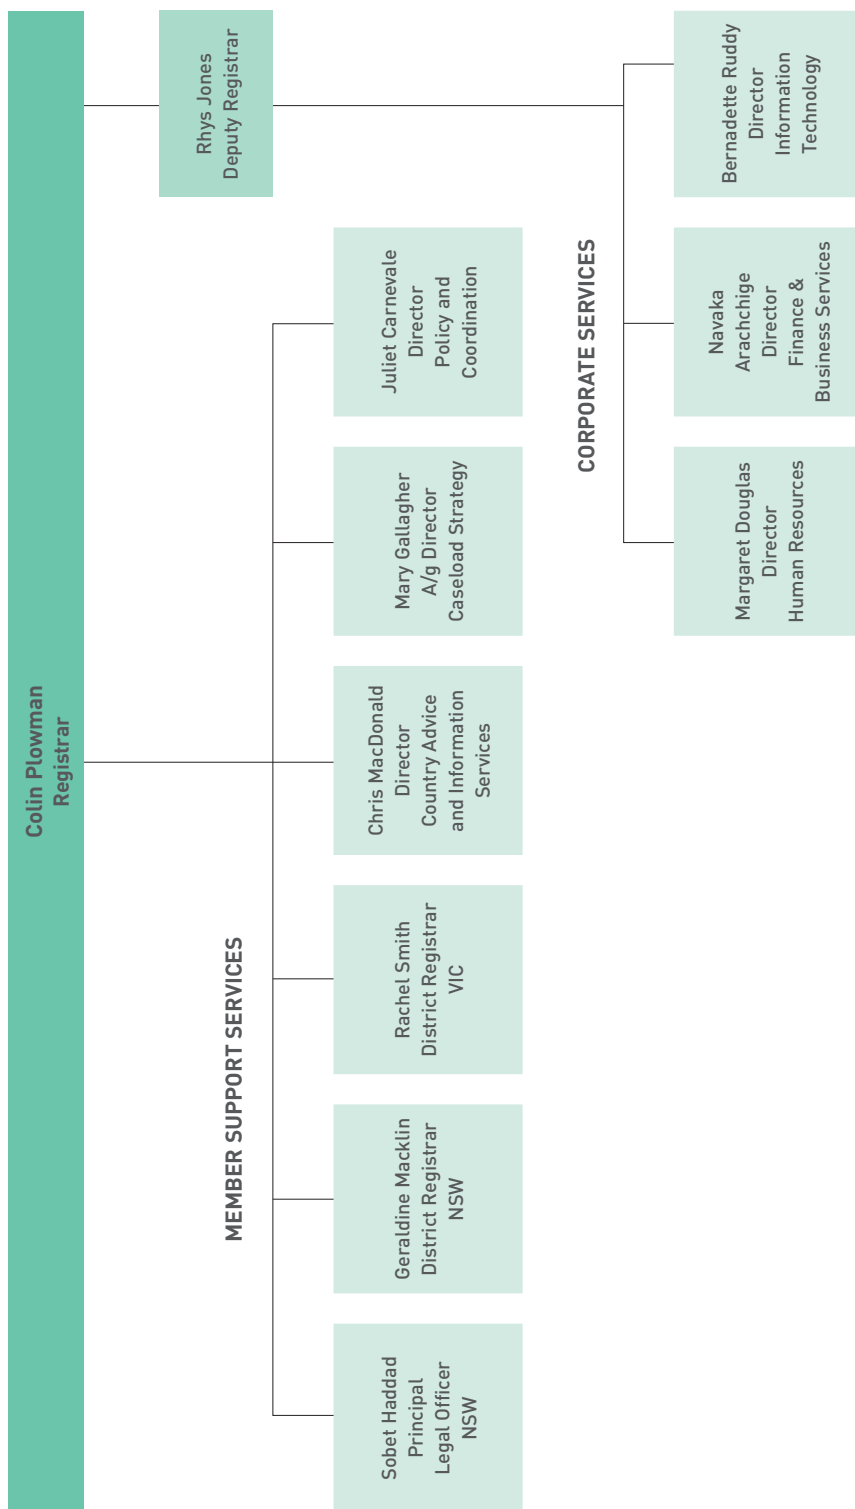 Colin Plowman
Registrar
Rhys Jones
Deputy Registrar
MEMBER SUPPORT SERVICES
Sobet Haddad
Principal
Legal Officer
NSW
Geraldine Macklin
District Registrar
NSW
Rachel Smith
District Registrar
VIC
Chris MacDonald
Director
Country Advice
and Information
Services
Mary Gallagher
A/g Director
Caseload Strategy
Juliet Carnevale
Director
Policy and
Coordination
CORPORATE SERVICES
Margaret Douglas
Director
Human Resources
Navaka
Arachchige
Director
Finance &
Business Services
Bernadette Ruddy
Director
Information
Technology